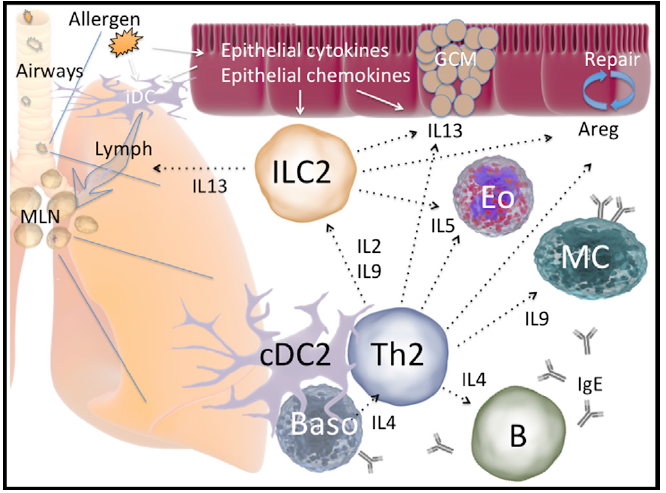 Allergen
Airways
iDC
Epithelial cytokines
Epithelial chemokines
GCM
Repair
Lymph
IL13
Areg
ILC2
IL13
MLN
Eo
IL5
IL2
IL9
MC
IL9
cDC2
Th2
IL4
IgE
Baso
IL4
B